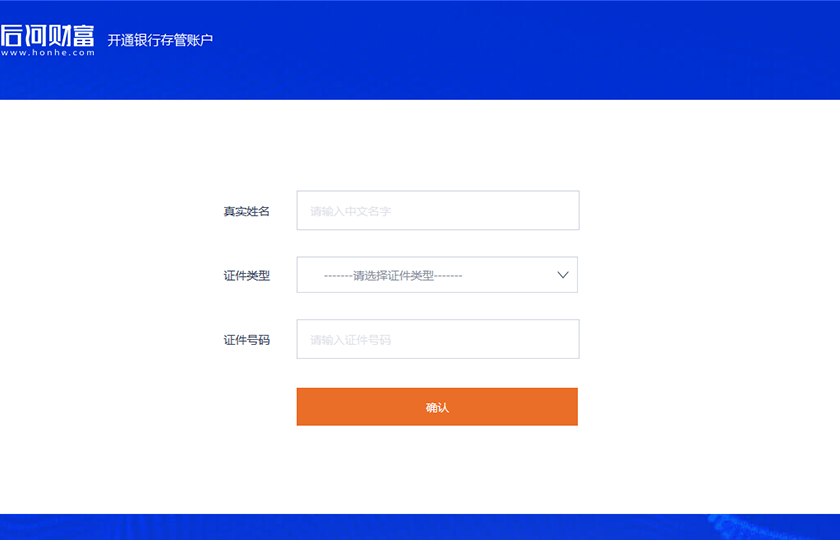 后河财富 开通银行存管账户
www.honhe.com
真实姓名 请输入中文名字
证件类型 -------请选择证件类型-------
证件号码 请输入证件号码
确认